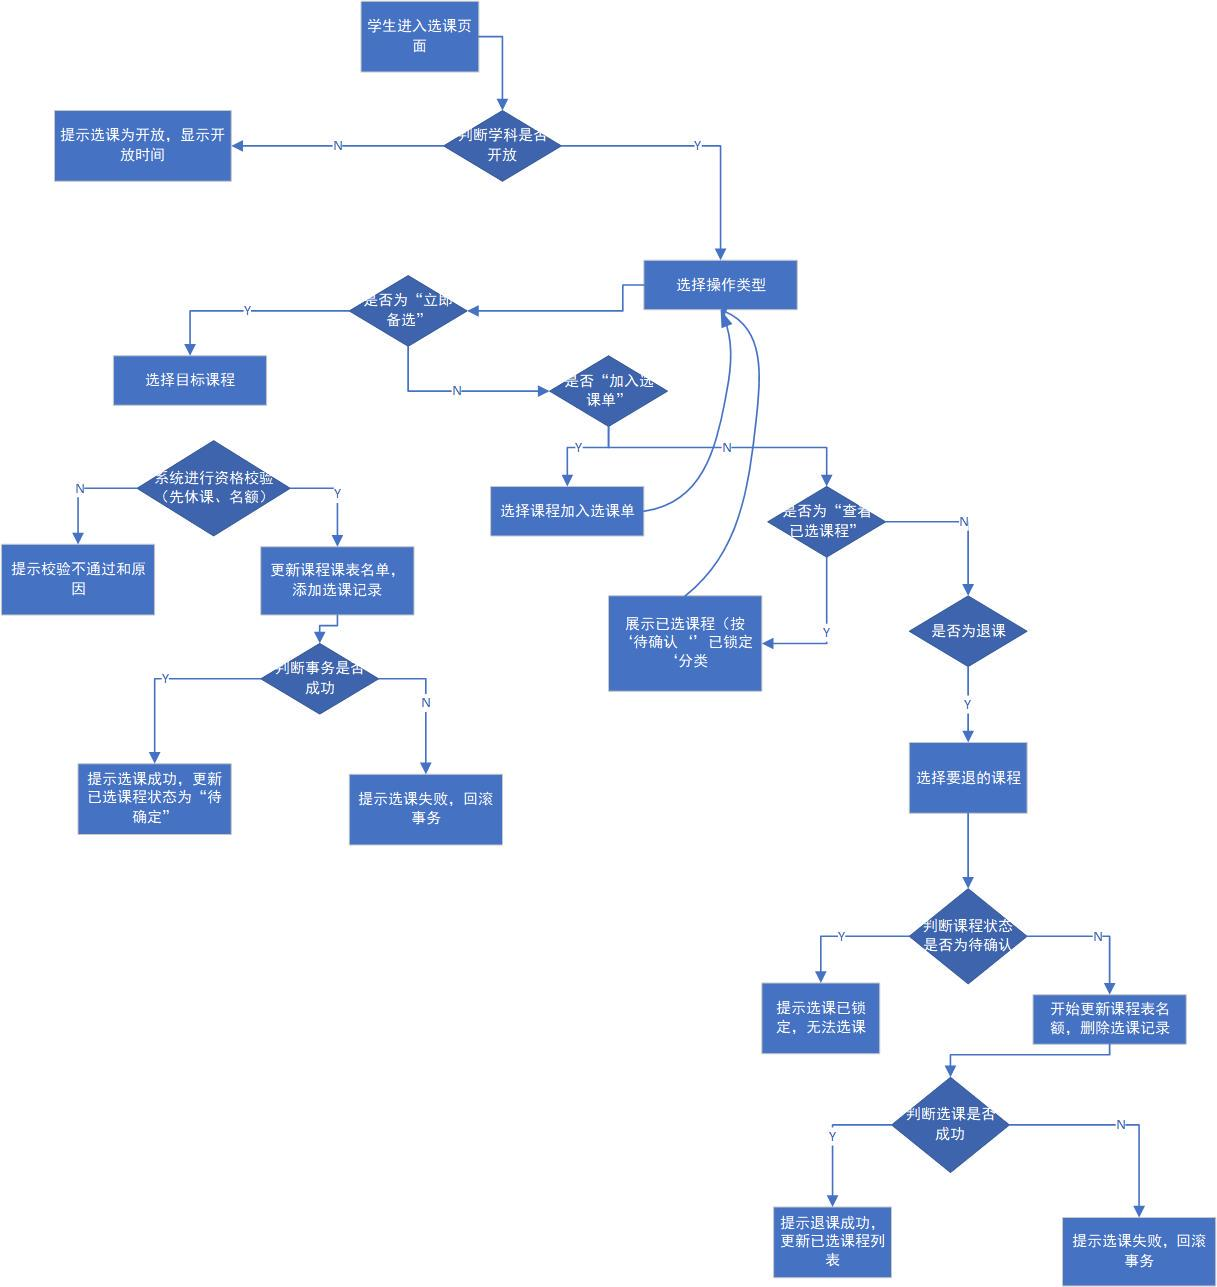 学生进入选课页
面
提示选课为开放，显示开
放时间
N
判断学科是否
开放
Y
选择操作类型
是否为“立即
备选”
Y
选择目标课程
N
是否“加入选
课单”
Y
N
系统进行资格校验
（先休课、名额）
N
Y
选择课程加入选课单
是否为“查看
已选课程”
N
提示校验不通过和原
因
更新课程课表名单，
添加选课记录
展示已选课程（按
‘待确认‘’已锁定
‘分类
Y
是否为退课
判断事务是否
成功
Y
N
Y
提示选课成功，更新
已选课程状态为“待
确定”
提示选课失败，回滚
事务
选择要退的课程
判断课程状态
是否为待确认
Y
N
提示选课已锁
定，无法选课
开始更新课程表名
额，删除选课记录
判断选课是否
成功
Y
N
提示退课成功，
更新已选课程列
表
提示选课失败，回滚
事务